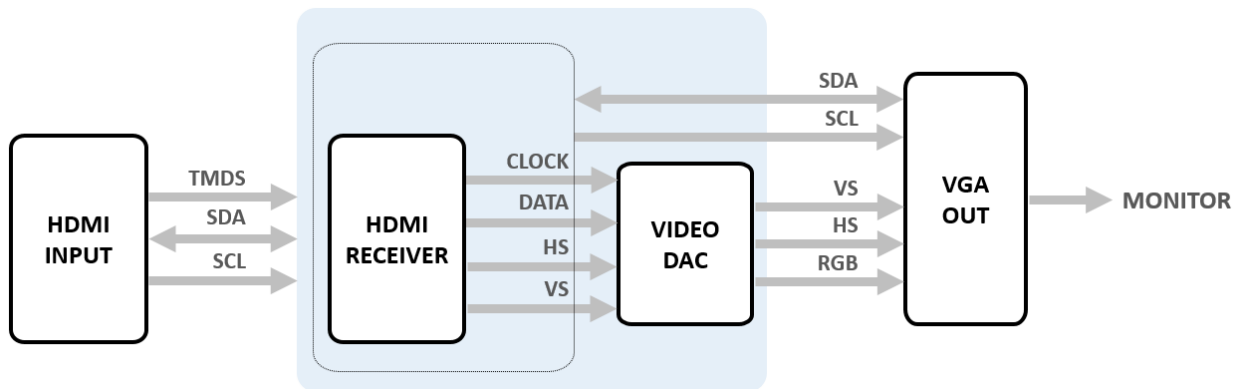 HDMI
INPUT
TMDS
SDA
SCL
HDMI
RECEIVER
CLOCK
DATA
HS
VS
VIDEO
DAC
SDA
SCL
VS
HS
RGB
VGA
OUT
MONITOR